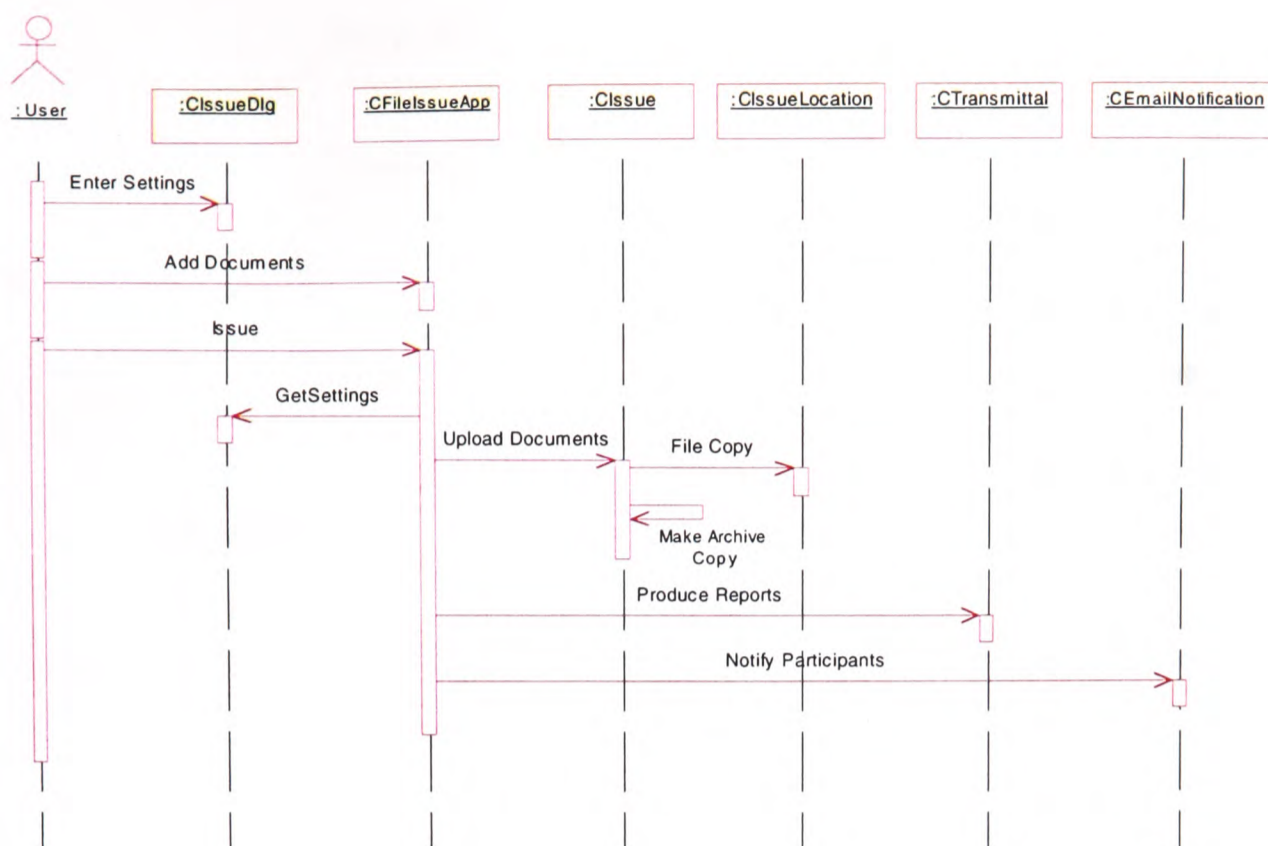 : User
:CIssueDlg
:CFileIssueApp
:CIssue
:CIssueLocation
:CTransmittal
:CEmailNotification
Enter Settings
Add Documents
Issue
GetSettings
Upload Documents
File Copy
Make Archive
Copy
Produce Reports
Notify Participants